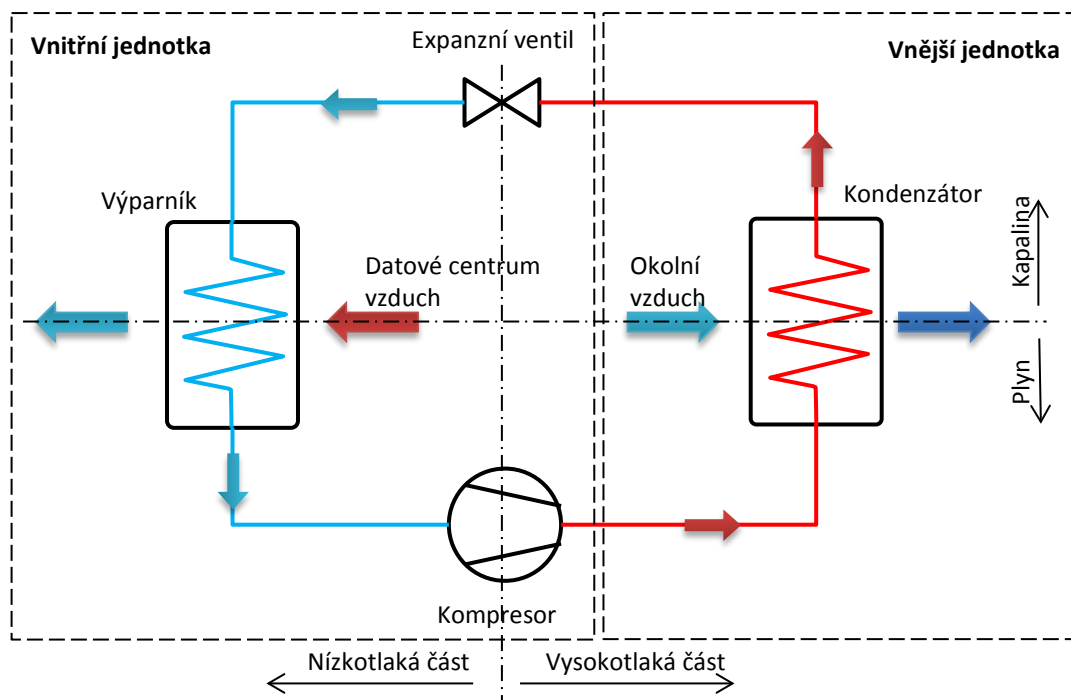 Vnitřní jednotka
Expanzní ventil
Vnější jednotka
Výparník
Kondenzátor
Kapalina
Datové centrum
vzduch
Okolní
vzduch
Plyn
Kompresor
Nízkotlaká část
Vysokotlaká část